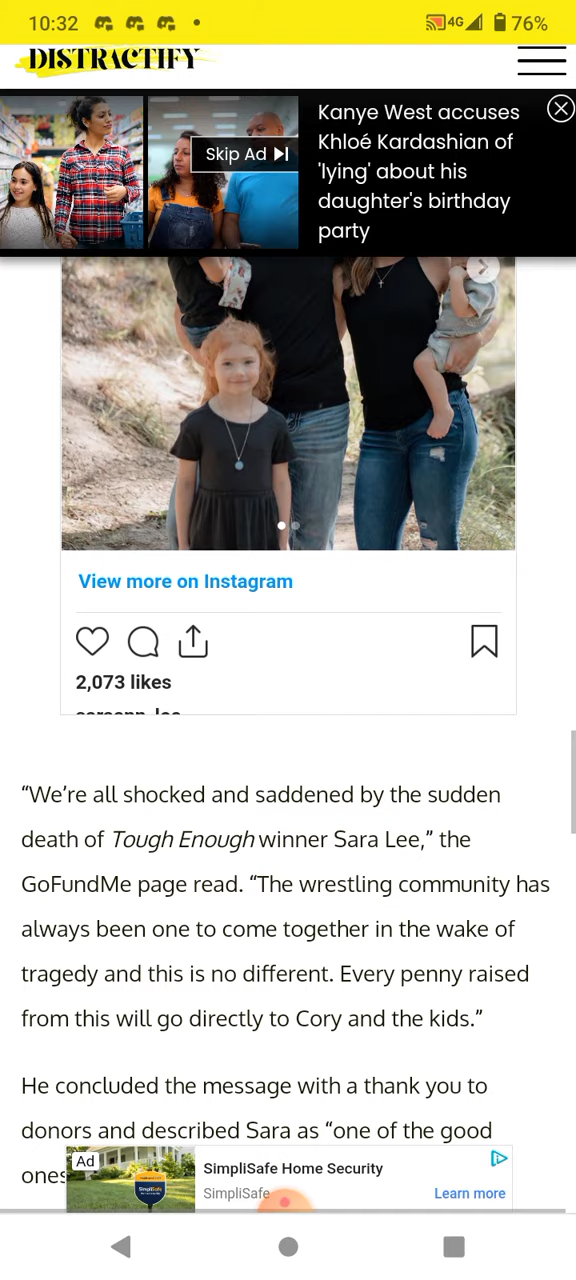 10:32
4G
76%
DISTRACTIFY
Skip Ad
Kanye West accuses
Khloé Kardashian of
'lying' about his
daughter's birthday
party
View more on Instagram
2,073 likes
“We’re all shocked and saddened by the sudden
death of Tough Enough winner Sara Lee,” the
GoFundMe page read. “The wrestling community has
always been one to come together in the wake of
tragedy and this is no different. Every penny raised
from this will go directly to Cory and the kids.”
He concluded the message with a thank you to
donors and described Sara as “one of the good
ones
Ad
SimpliSafe Home Security
SimpliSafe
Learn more